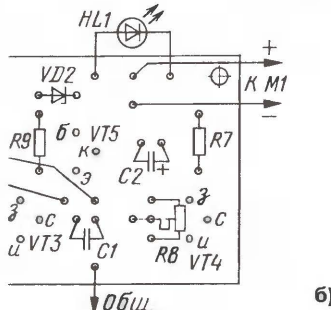 HL1
+
VD2
К М1
–
R9
б
VT5
к
R7
э
C2
+
з
с
и
VT3
C1
R8
з
с
и
VT4
Общ
б)